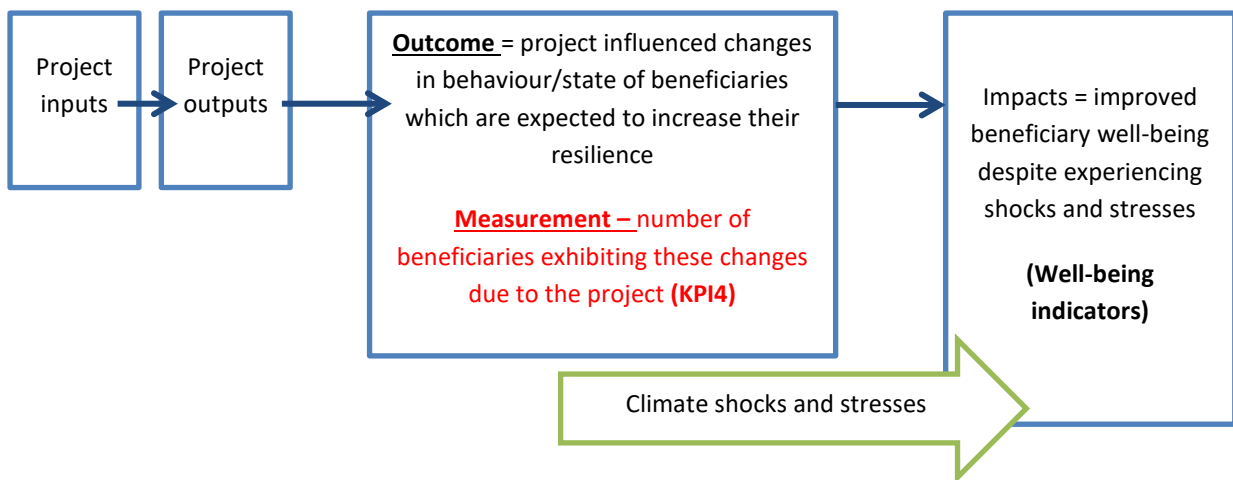 Project
inputs
Project
outputs
Outcome = project influenced changes
in behaviour/state of beneficiaries
which are expected to increase their
resilience
Measurement – number of
beneficiaries exhibiting these changes
due to the project (KPI4)
Impacts = improved
beneficiary well-being
despite experiencing
shocks and stresses
(Well-being
indicators)
Climate shocks and stresses